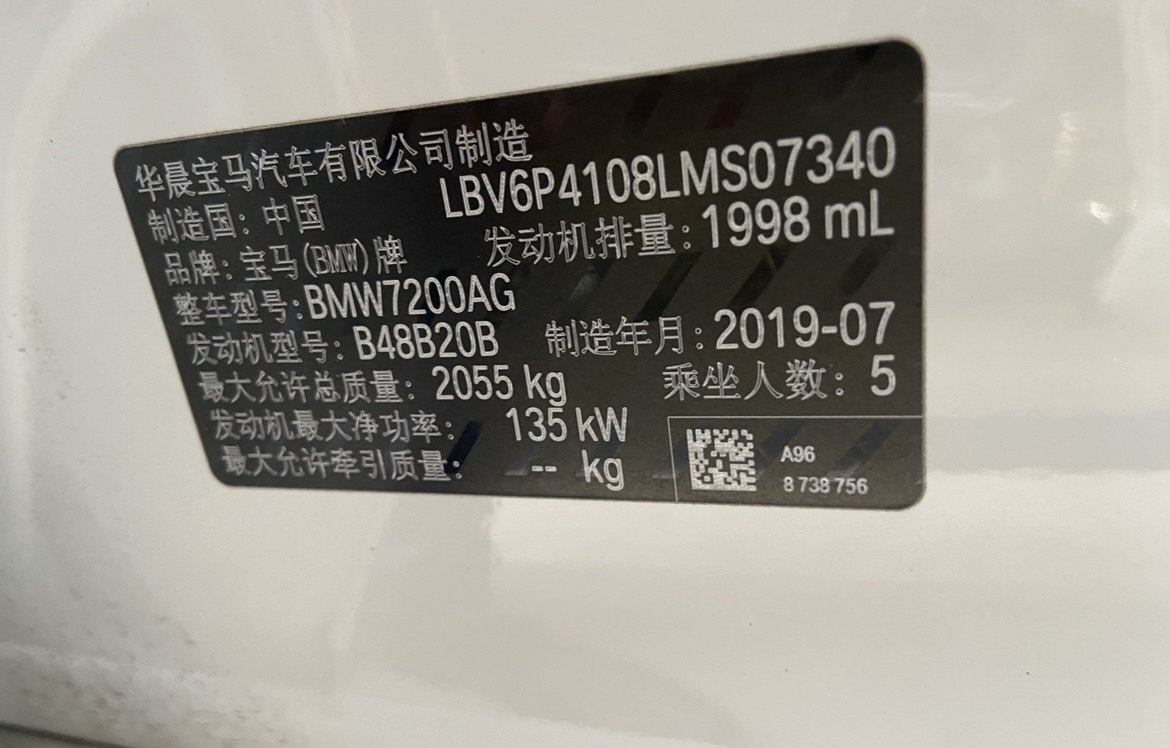 华晨宝马汽车有限公司制造
制造国：中国 LBV6P4108LMS07340
品牌：宝马(BMW)牌 发动机排量：1998 mL
整车型号：BMW7200AG
发动机型号：B48B20B 制造年月：2019-07
最大允许总质量：2055 kg 乘坐人数：5
发动机最大净功率：135 kW
最大允许牵引质量：-- kg
A96
8 738 756